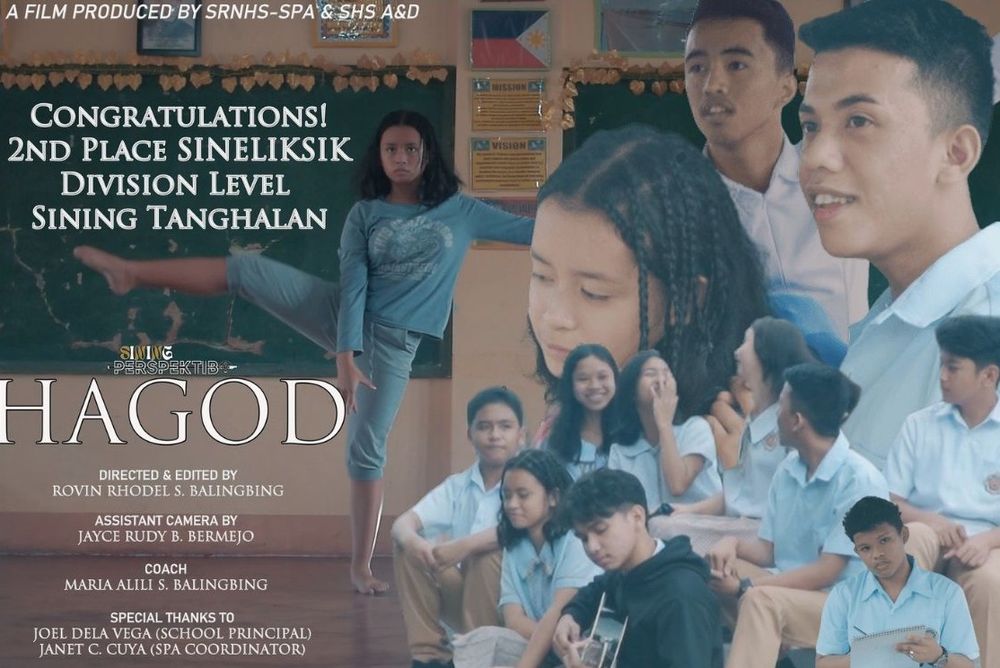 A FILM PRODUCED BY SRNHS-SPA & SHS A&D
MISSION
VISION
CONGRATULATIONS!
2ND PLACE SINELIKSIK
DIVISION LEVEL
SINING TANGHALAN
SINING
PERSPEKTIB
HAGOD
DIRECTED & EDITED BY
ROVIN RHODEL S. BALINGBING
ASSISTANT CAMERA BY
JAYCE RUDY B. BERMEJO
COACH
MARIA ALILI S. BALINGBING
SPECIAL THANKS TO
JOEL DELA VEGA (SCHOOL PRINCIPAL)
JANET C. CUYA (SPA COORDINATOR)